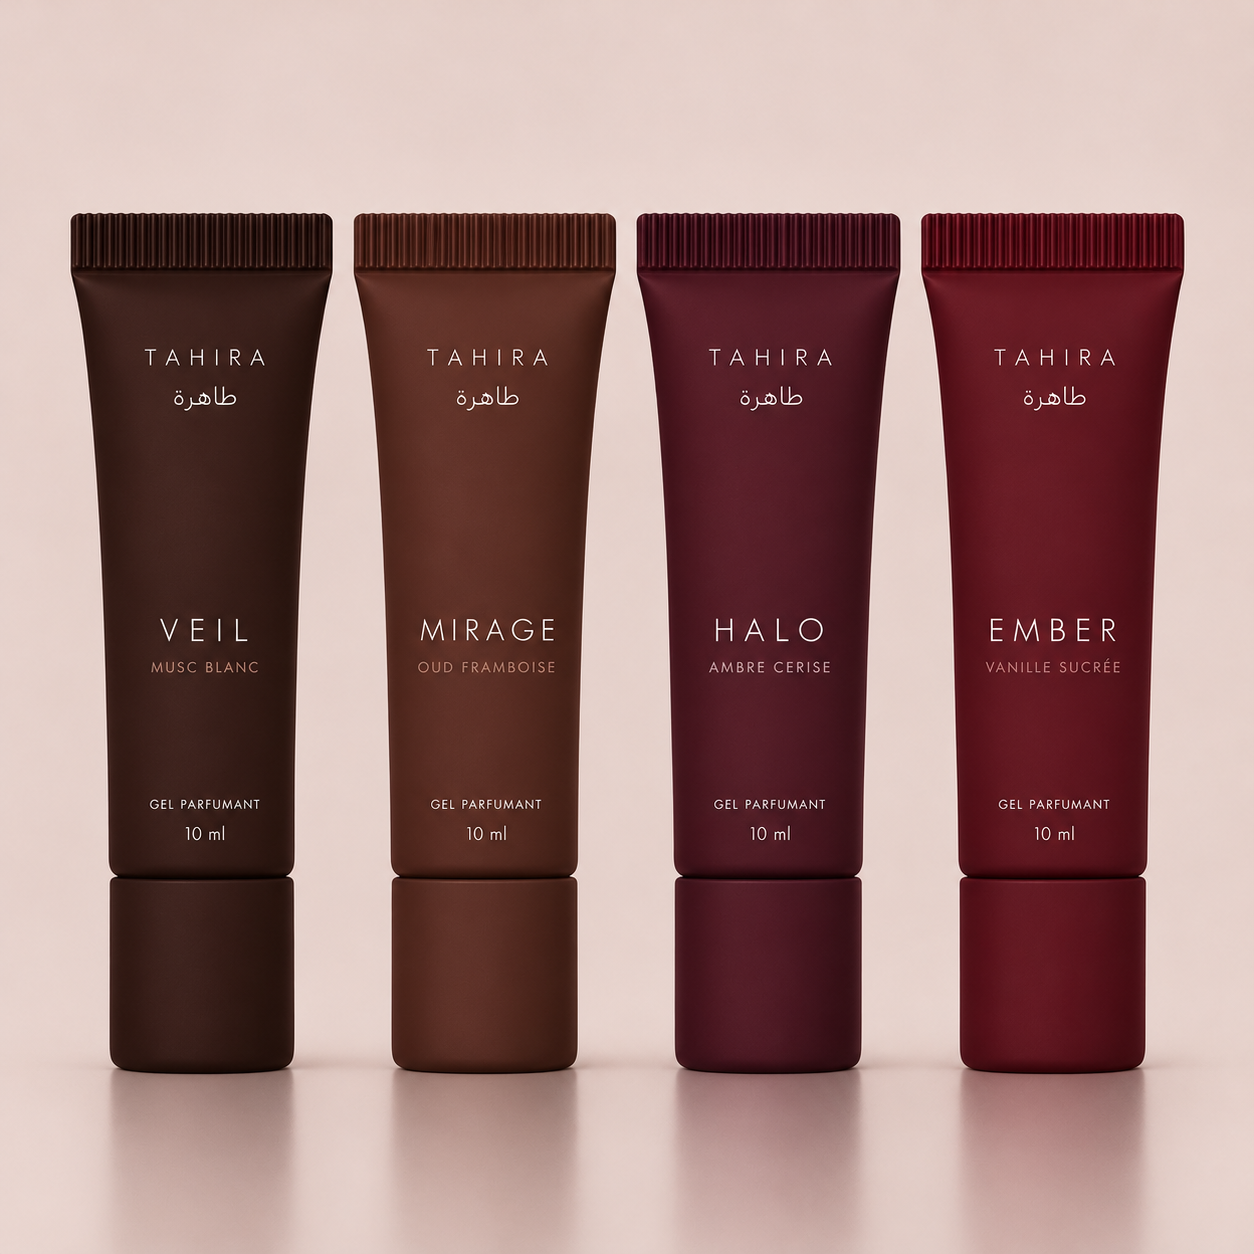 TAHIRA
طاهرة
VEIL
MUSC BLANC
GEL PARFUMANT
10 ml
TAHIRA
طاهرة
MIRAGE
OUD FRAMBOISE
GEL PARFUMANT
10 ml
TAHIRA
طاهرة
HALO
AMBRE CERISE
GEL PARFUMANT
10 ml
TAHIRA
طاهرة
EMBER
VANILLE SUCRÉE
GEL PARFUMANT
10 ml